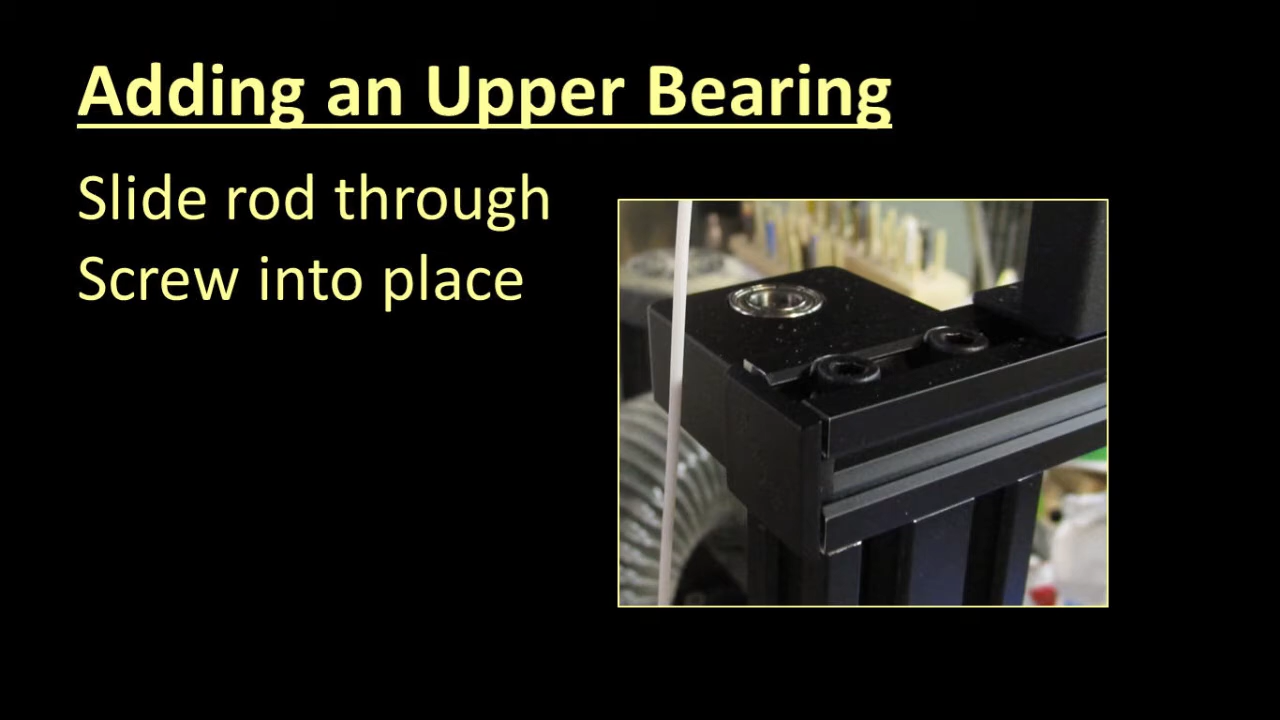 Adding an Upper Bearing
Slide rod through
Screw into place